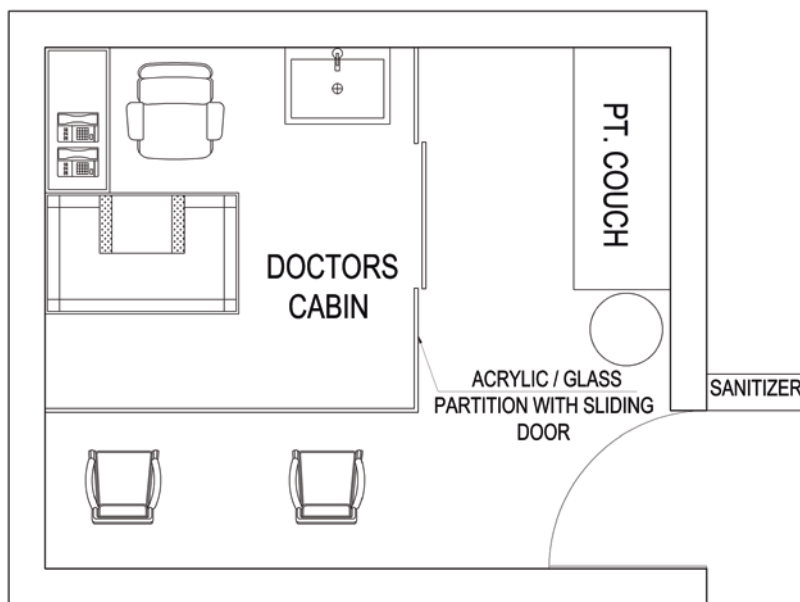 PT. COUCH
DOCTORS
CABIN
ACRYLIC / GLASS
PARTITION WITH SLIDING
DOOR
SANITIZER